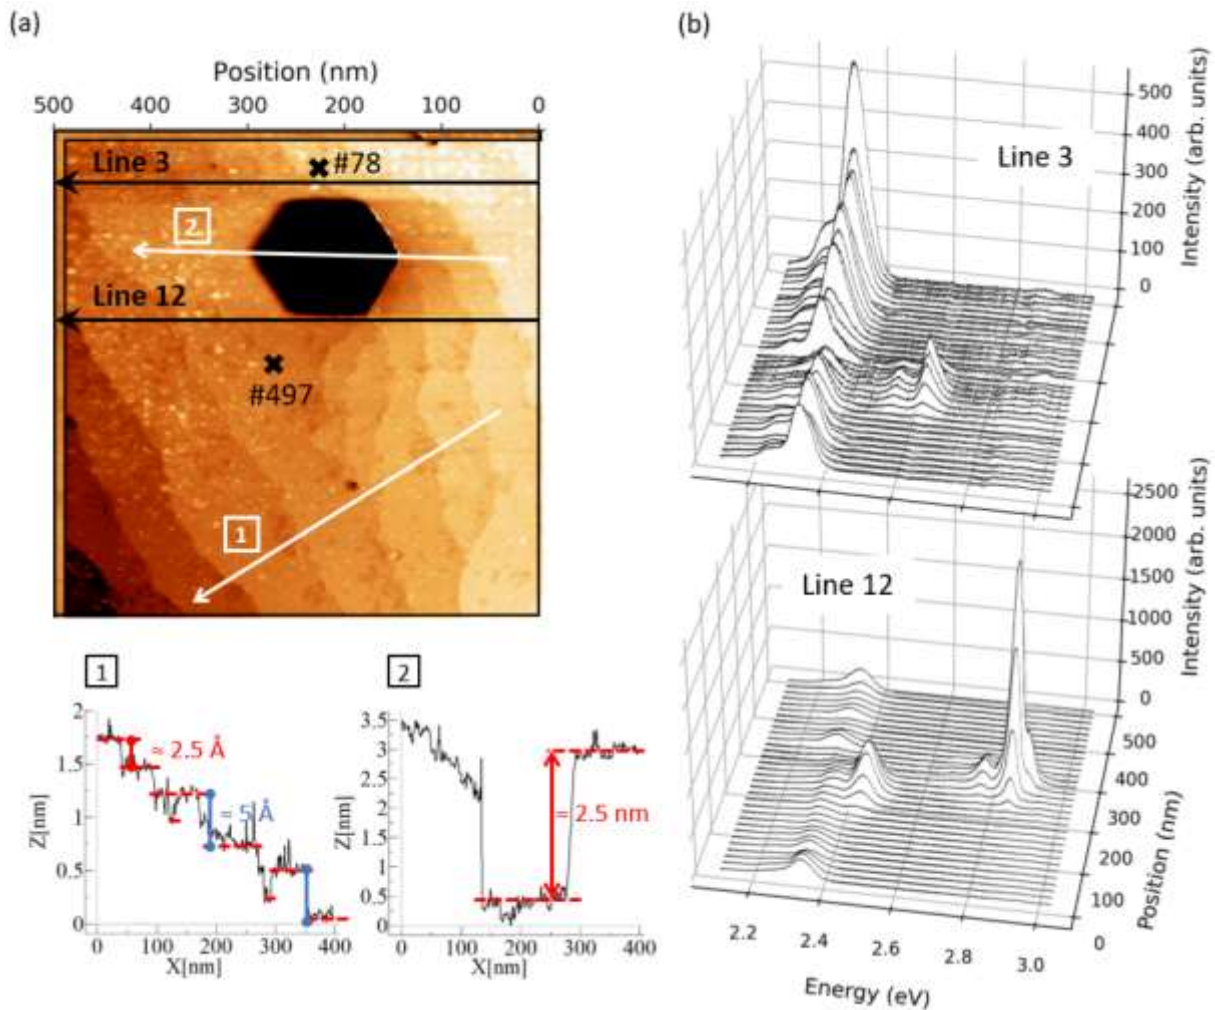 (a)
Position (nm)
500 400 300 200 100 0
Line 3
#78
2
Line 12
#497
1
1
2
1.5
1
0.5
0
Z[nm]
≈ 2.5 Å
≈ 5 Å
0 100 200 300 400
X[nm]
2
3.5
3
2.5
2
1.5
1
0.5
0
Z[nm]
≈ 2.5 nm
0 100 200 300 400
X[nm]
(b)
Line 3
500
400
300
200
100
0
Intensity (arb. units)
Line 12
2500
2000
1500
1000
500
0
Intensity (arb. units)
500
400
300
200
100
0
Position (nm)
2.2 2.4 2.6 2.8 3.0
Energy (eV)